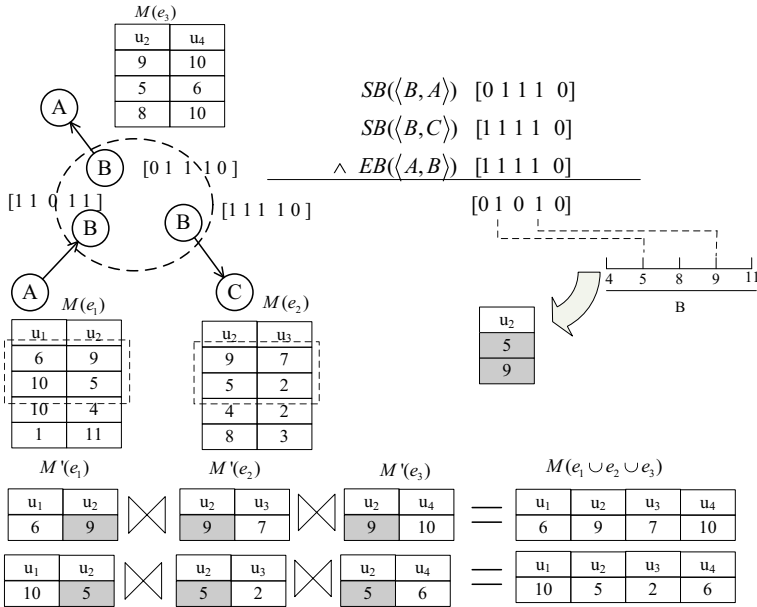 M(e₃)
u₂ u₄
9 10
5 6
8 10
A
B
[0 1 1 1 0]
[1 1 0 1 1]
B
B
[1 1 1 1 0]
A
C
SB(⟨B, A⟩) [0 1 1 1 0]
SB(⟨B, C⟩) [1 1 1 1 0]
∧ EB(⟨A, B⟩) [1 1 1 1 0]
[0 1 0 1 0]
4 5 8 9 11
B
u₂
5
9
M(e₁)
u₁ u₂
6 9
10 5
10 4
1 11
M(e₂)
u₂ u₃
9 7
5 2
4 2
8 3
M'(e₁) M'(e₂) M'(e₃) M(e₁ ∪ e₂ ∪ e₃)
u₁ u₂ ⋈ u₂ u₃ ⋈ u₂ u₄ = u₁ u₂ u₃ u₄
6 9 9 7 9 10 6 9 7 10
u₁ u₂ ⋈ u₂ u₃ ⋈ u₂ u₄ = u₁ u₂ u₃ u₄
10 5 5 2 5 6 10 5 2 6